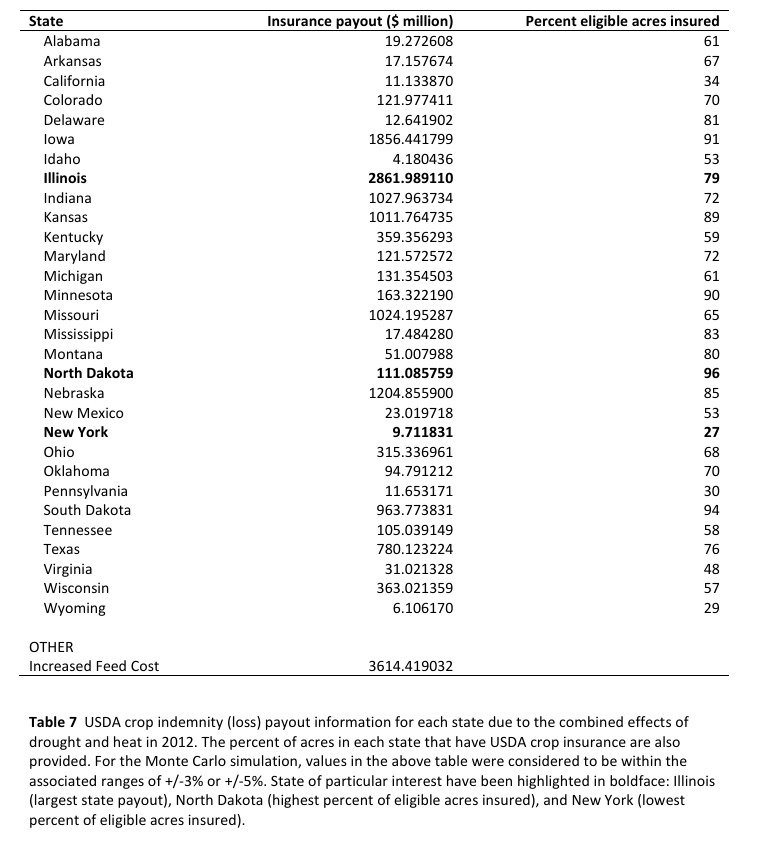 State Insurance payout ($ million) Percent eligible acres insured
Alabama 19.272608 61
Arkansas 17.157674 67
California 11.133870 34
Colorado 121.977411 70
Delaware 12.641902 81
Iowa 1856.441799 91
Idaho 4.180436 53
Illinois 2861.989110 79
Indiana 1027.963734 72
Kansas 1011.764735 89
Kentucky 359.356293 59
Maryland 121.572572 72
Michigan 131.354503 61
Minnesota 163.322190 90
Missouri 1024.195287 65
Mississippi 17.484280 83
Montana 51.007988 80
North Dakota 111.085759 96
Nebraska 1204.855900 85
New Mexico 23.019718 53
New York 9.711831 27
Ohio 315.336961 68
Oklahoma 94.791212 70
Pennsylvania 11.653171 30
South Dakota 963.773831 94
Tennessee 105.039149 58
Texas 780.123224 76
Virginia 31.021328 48
Wisconsin 363.021359 57
Wyoming 6.106170 29
OTHER
Increased Feed Cost 3614.419032
Table 7 USDA crop indemnity (loss) payout information for each state due to the combined effects of
drought and heat in 2012. The percent of acres in each state that have USDA crop insurance are also
provided. For the Monte Carlo simulation, values in the above table were considered to be within the
associated ranges of +/-3% or +/-5%. State of particular interest have been highlighted in boldface: Illinois
(largest state payout), North Dakota (highest percent of eligible acres insured), and New York (lowest
percent of eligible acres insured).